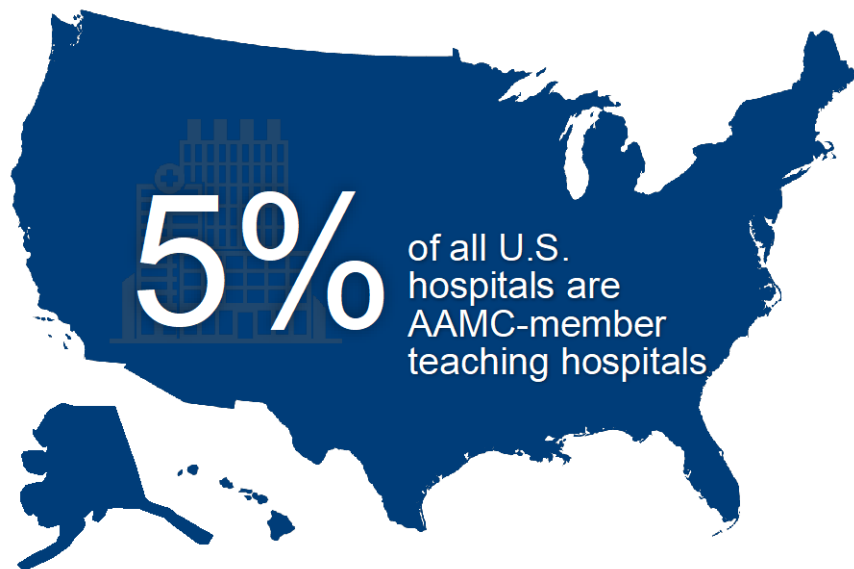 5%
of all U.S.
hospitals are
AAMC-member
teaching hospitals